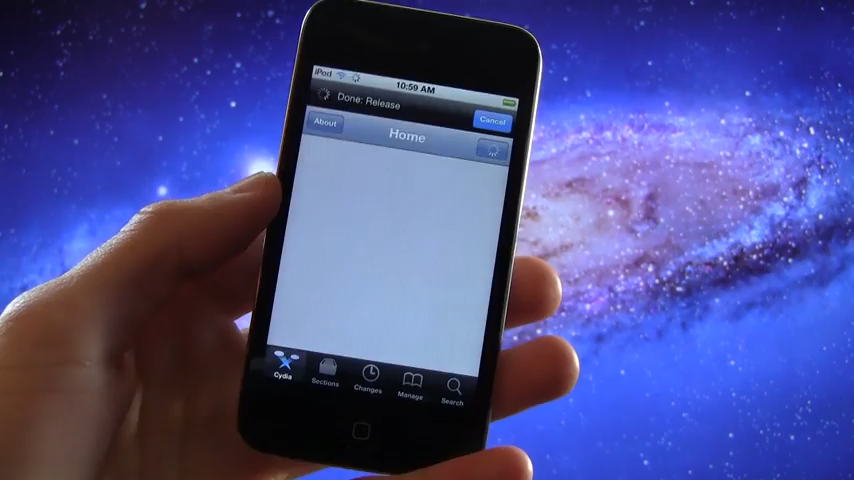 iPod 10:59 AM
Done: Release
Cancel
About Home
Cydia Sections Changes Manage Search